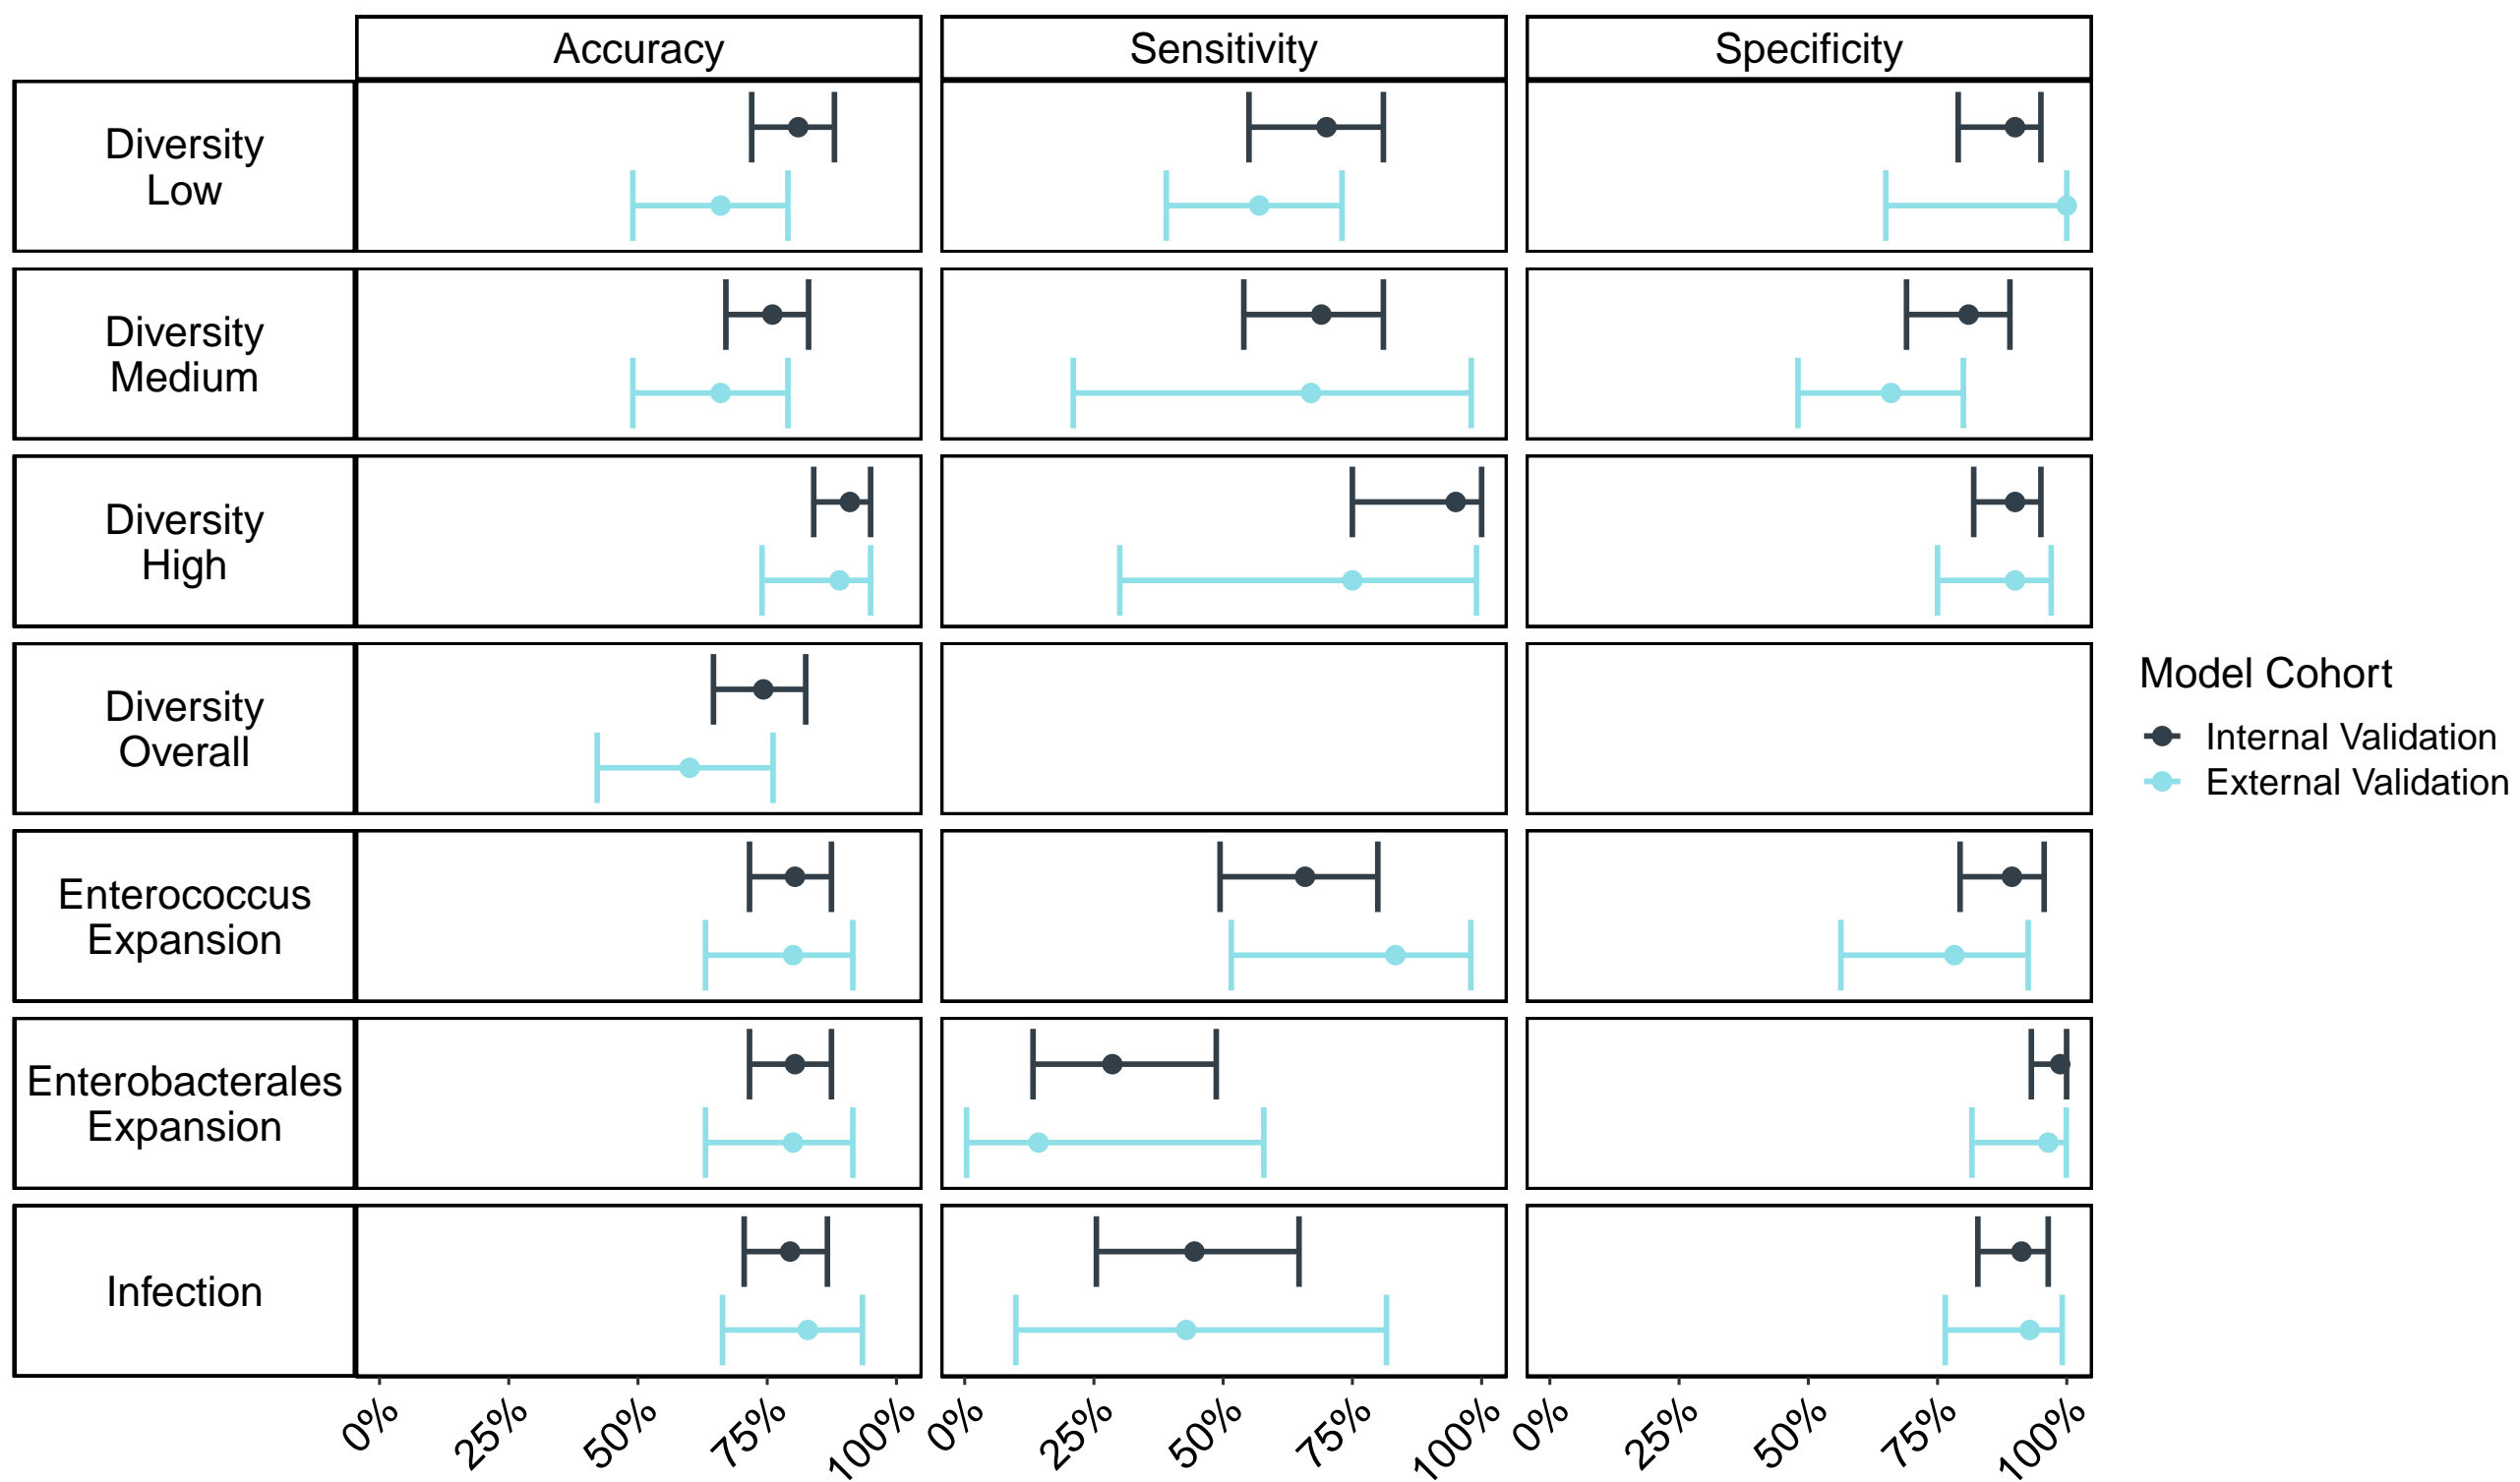 Accuracy
Sensitivity
Specificity
Diversity
Low
Diversity
Medium
Diversity
High
Diversity
Overall
Enterococcus
Expansion
Enterobacterales
Expansion
Infection
0%
25%
50%
75%
100%
0%
25%
50%
75%
100%
0%
25%
50%
75%
100%
Model Cohort
Internal Validation
External Validation